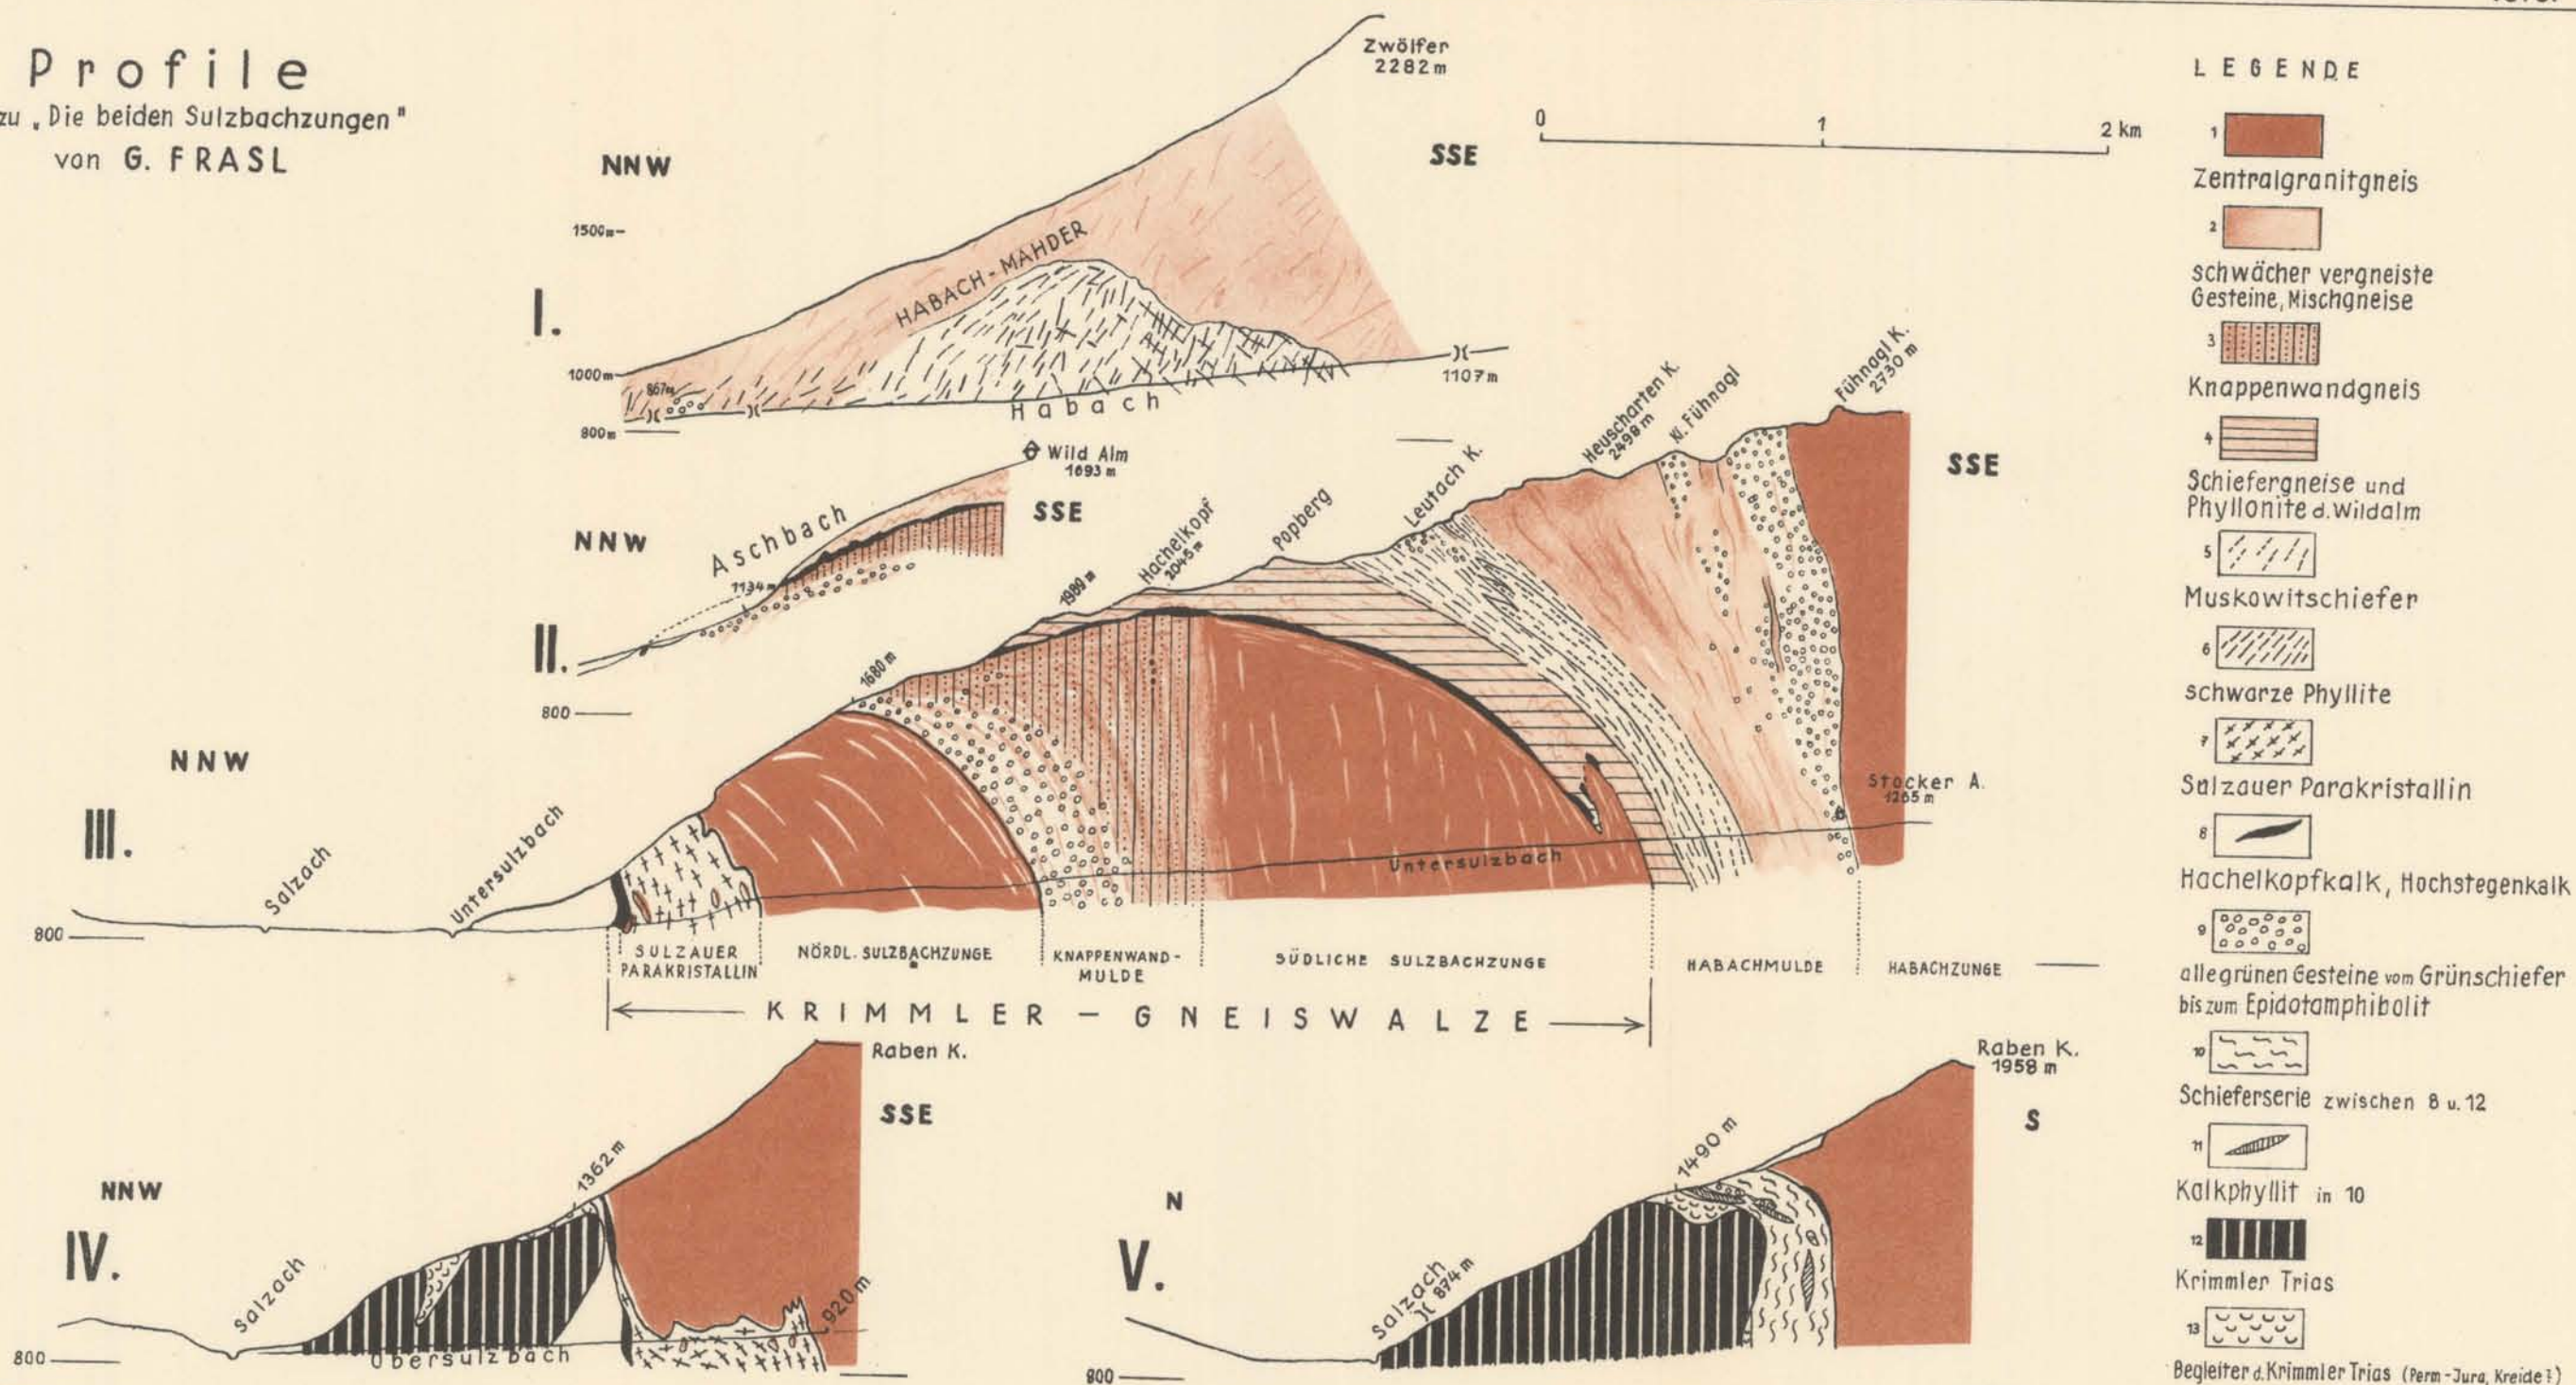 Profile
zu „Die beiden Sulzbachzungen"
von G. FRASL
I.
NNW
SSE
Zwölfer
2282 m
1500m
HABACH-MAHDER
1000m
867m
Habach
1107 m
800m
0 1 2 km
II.
NNW
SSE
Wild Alm
1693 m
Aschbach
1134m
800
III.
NNW
SSE
Salzach
Untersulzbach
1680 m
1989 m
Hachelkopf
2045 m
Popberg
Leutach K.
Heuscharten K.
2498 m
Kl. Fühnagl
Fühnagl K.
2730 m
Stocker A.
1265 m
Untersulzbach
800
SULZAUER
PARAKRISTALLIN
NÖRDL. SULZBACHZUNGE
KNAPPENWAND-
MULDE
SÜDLICHE SULZBACHZUNGE
HABACHMULDE
HABACHZUNGE
KRIMMLER – GNEISWALZE
IV.
NNW
SSE
Raben K.
1362 m
Salzach
920 m
Obersulzbach
800
V.
N
S
Raben K.
1958 m
1490 m
Salzach
874 m
800
LEGENDE
1
Zentralgranitgneis
2
schwächer vergneiste
Gesteine, Mischgneise
3
Knappenwandgneis
4
Schiefergneise und
Phyllonite d. Wildalm
5
Muskowitschiefer
6
schwarze Phyllite
7
Sulzauer Parakristallin
8
Hachelkopfkalk, Hochstegenkalk
9
alle grünen Gesteine vom Grünschiefer
bis zum Epidotamphibolit
10
Schieferserie zwischen 8 u. 12
11
Kalkphyllit in 10
12
Krimmler Trias
13
Begleiter d. Krimmler Trias (Perm-Jura, Kreide?)